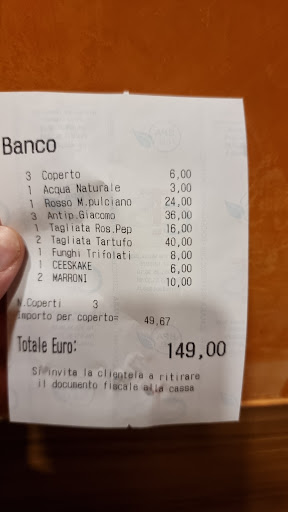 Banco
3 Coperto 6,00
1 Acqua Naturale 3,00
1 Rosso M.pulciano 24,00
3 Antip.Giacomo 36,00
1 Tagliata Ros.Pep 16,00
2 Tagliata Tartufo 40,00
1 Funghi Trifolati 8,00
1 CEESKAKE 6,00
2 MARRONI 10,00
N.Coperti 3
Importo per coperto= 49,67
Totale Euro: 149,00
Si invita la clientela a ritirare
il documento fiscale alla cassa